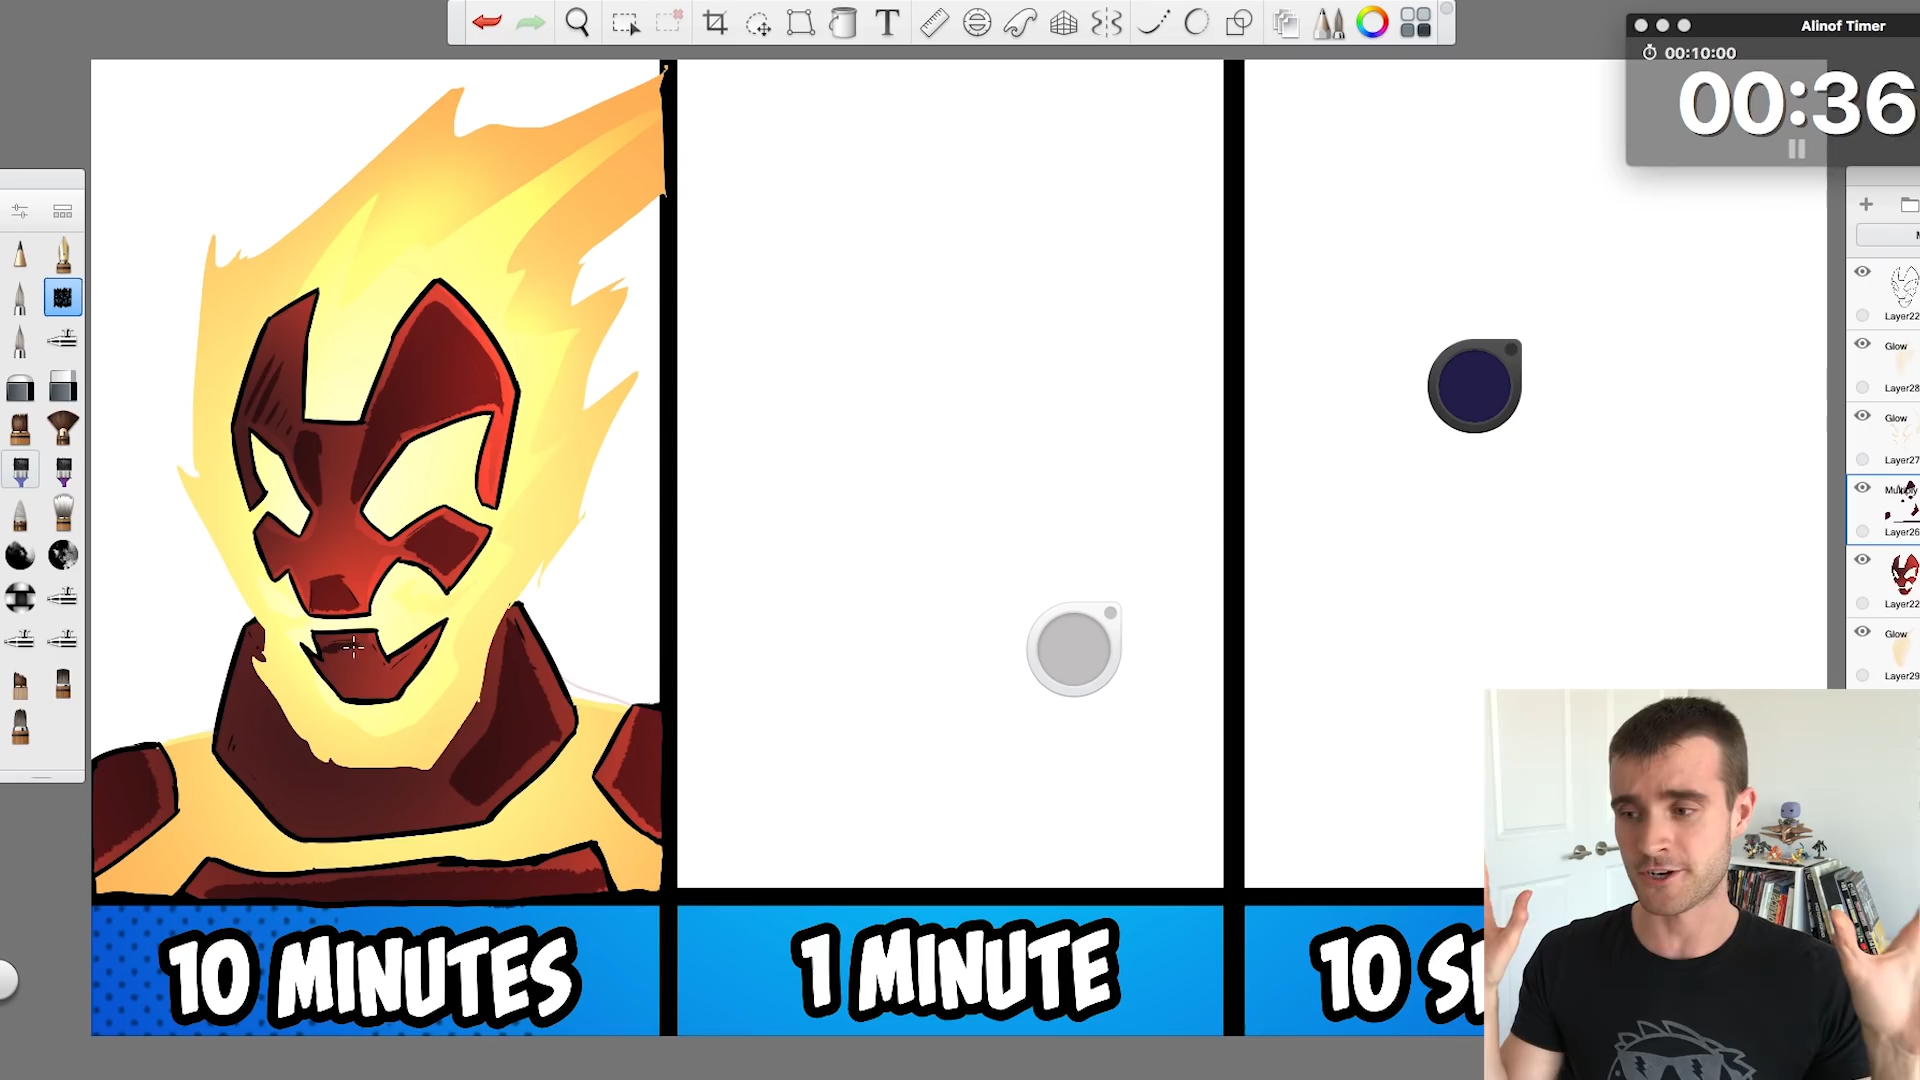 Alinof Timer
00:10:00
00:36
T
Layer22
Glow
Layer28
Glow
Layer27
Multiply
Layer26
Layer22
Glow
Layer29
10 MINUTES
1 MINUTE
10 S